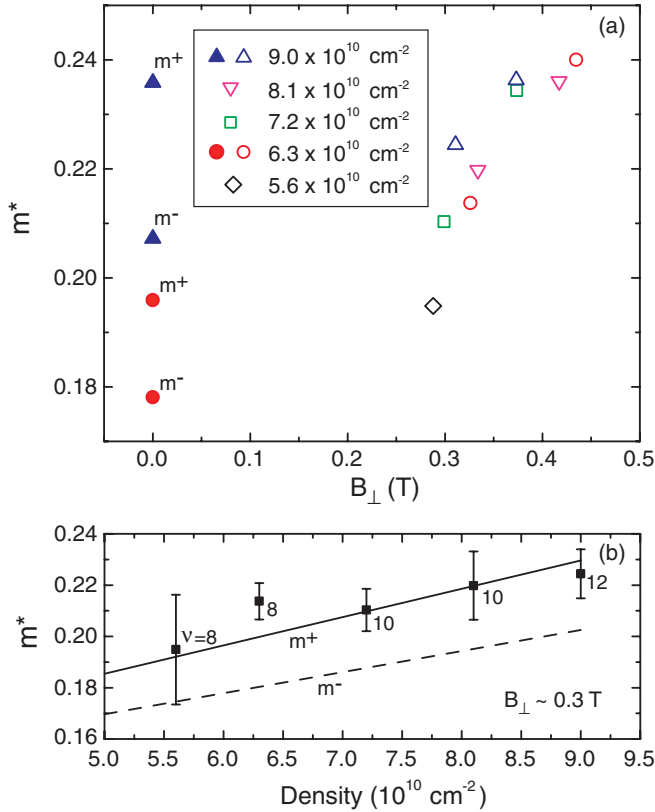 (a)
0.24
0.22
0.20
0.18
m*
m+
m-
m+
m-
9.0 x 10^10 cm^-2
8.1 x 10^10 cm^-2
7.2 x 10^10 cm^-2
6.3 x 10^10 cm^-2
5.6 x 10^10 cm^-2
0.0 0.1 0.2 0.3 0.4 0.5
B⊥ (T)
(b)
0.24
0.22
0.20
0.18
0.16
m*
ν=8
8
10
10
12
m+
m-
B⊥ ~ 0.3 T
5.0 5.5 6.0 6.5 7.0 7.5 8.0 8.5 9.0 9.5
Density (10^10 cm^-2)